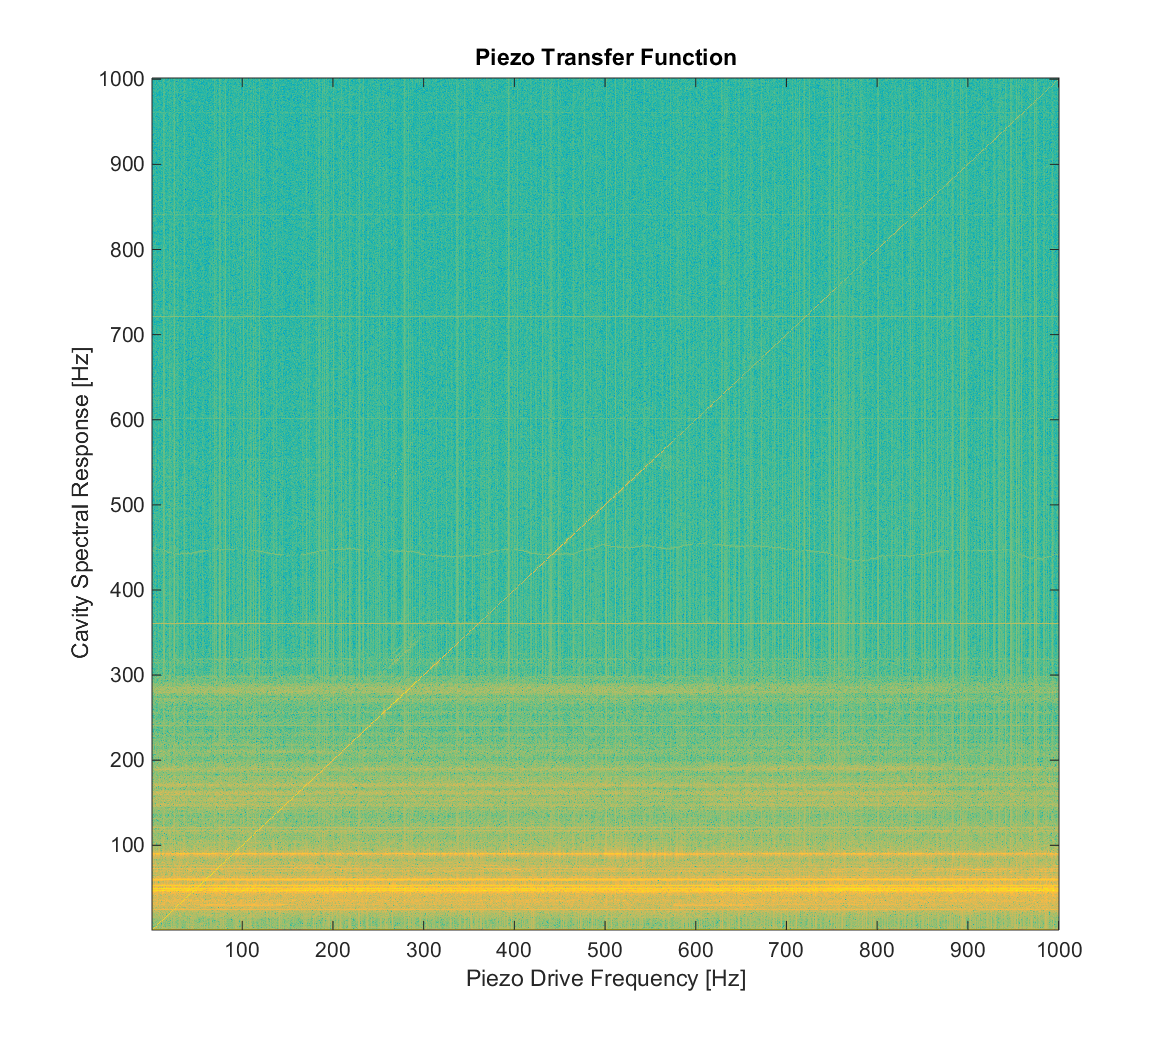 Piezo Transfer Function
1000
900
800
700
600
500
400
300
200
100
Cavity Spectral Response [Hz]
100 200 300 400 500 600 700 800 900 1000
Piezo Drive Frequency [Hz]